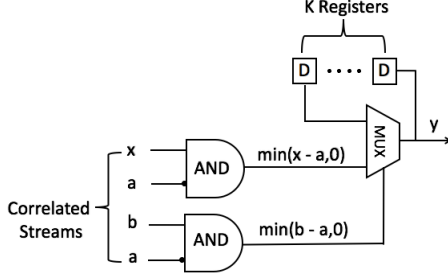 K Registers
D
D
y
MUX
x
AND
min(x - a,0)
a
Correlated
Streams
b
AND
min(b - a,0)
a